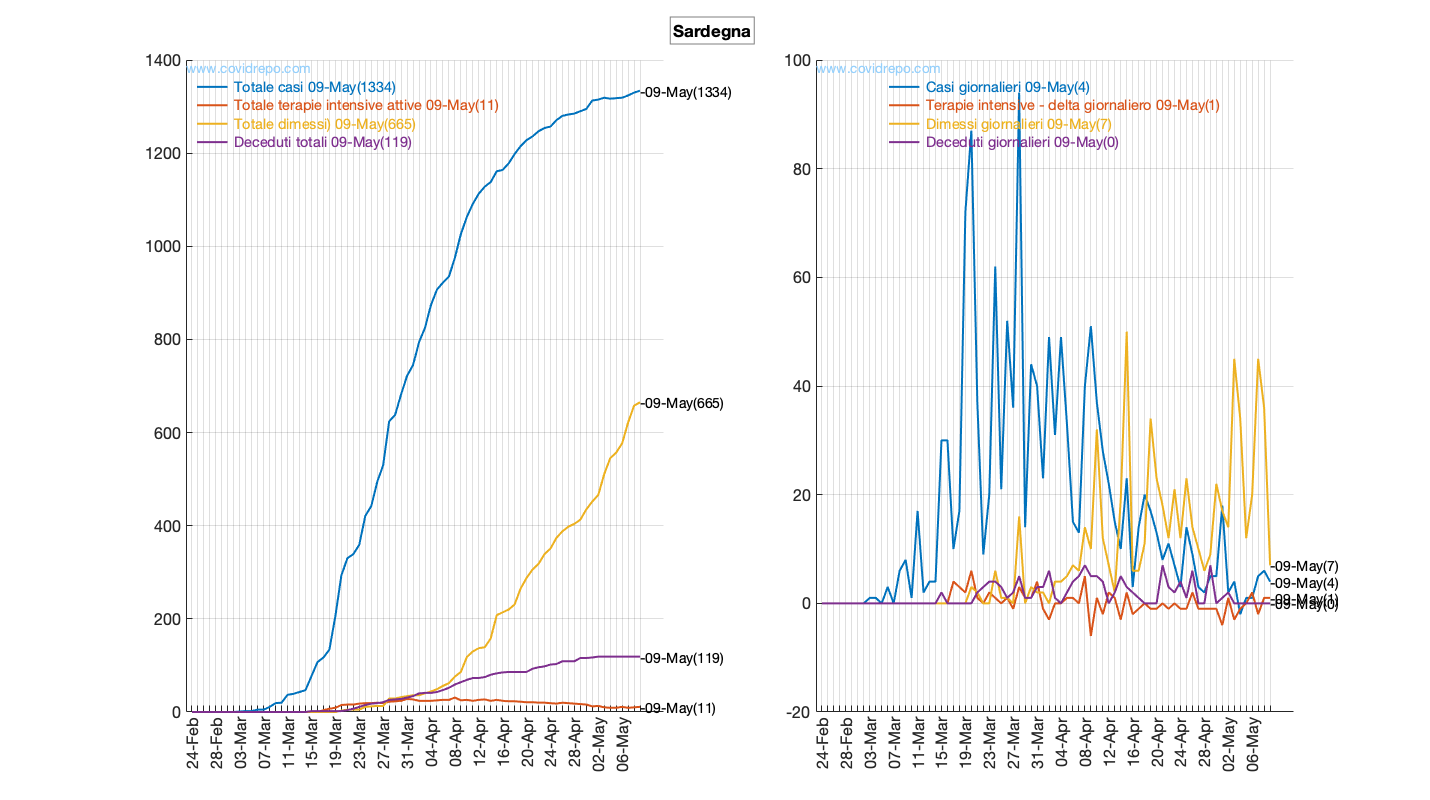 Sardegna
www.covidrepo.com
Totale casi 09-May(1334)
Totale terapie intensive attive 09-May(11)
Totale dimessi) 09-May(665)
Deceduti totali 09-May(119)
1400
1200
1000
800
600
400
200
0
-09-May(1334)
-09-May(665)
-09-May(119)
-09-May(11)
24-Feb
28-Feb
03-Mar
07-Mar
11-Mar
15-Mar
19-Mar
23-Mar
27-Mar
31-Mar
04-Apr
08-Apr
12-Apr
16-Apr
20-Apr
24-Apr
28-Apr
02-May
06-May
www.covidrepo.com
Casi giornalieri 09-May(4)
Terapie intensive - delta giornaliero 09-May(1)
Dimessi giornalieri 09-May(7)
Deceduti giornalieri 09-May(0)
100
80
60
40
20
0
-20
-09-May(7)
-09-May(4)
-09-May(1)
-09-May(0)
24-Feb
28-Feb
03-Mar
07-Mar
11-Mar
15-Mar
19-Mar
23-Mar
27-Mar
31-Mar
04-Apr
08-Apr
12-Apr
16-Apr
20-Apr
24-Apr
28-Apr
02-May
06-May